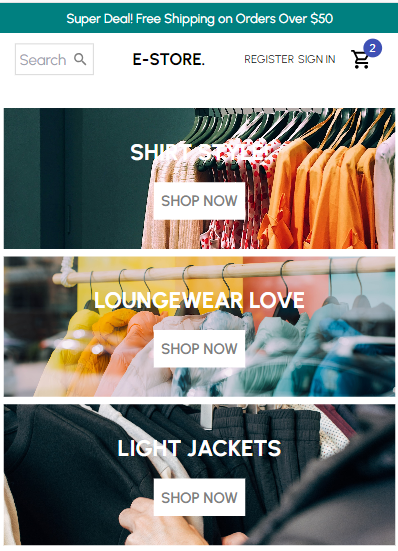 Super Deal! Free Shipping on Orders Over $50
Search
E-STORE.
REGISTER SIGN IN
2
SHIRT STYLE!
SHOP NOW
LOUNGEWEAR LOVE
SHOP NOW
LIGHT JACKETS
SHOP NOW